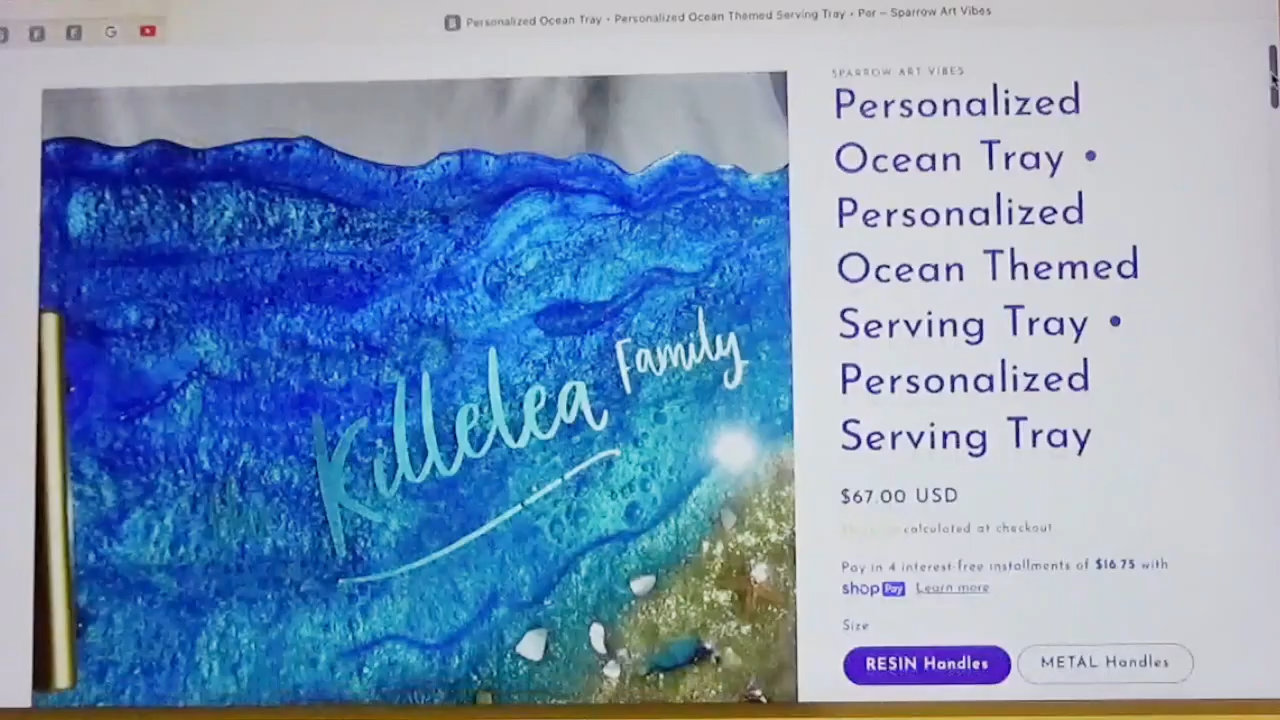 Personalized Ocean Tray • Personalized Ocean Themed Serving Tray • Per – Sparrow Art Vibes
SPARROW ART VIBES
Personalized
Ocean Tray •
Personalized
Ocean Themed
Serving Tray •
Personalized
Serving Tray
Killelea Family
$67.00 USD
calculated at checkout
Pay in 4 interest-free installments of $16.75 with
shop Pay Learn more
Size
RESIN Handles METAL Handles